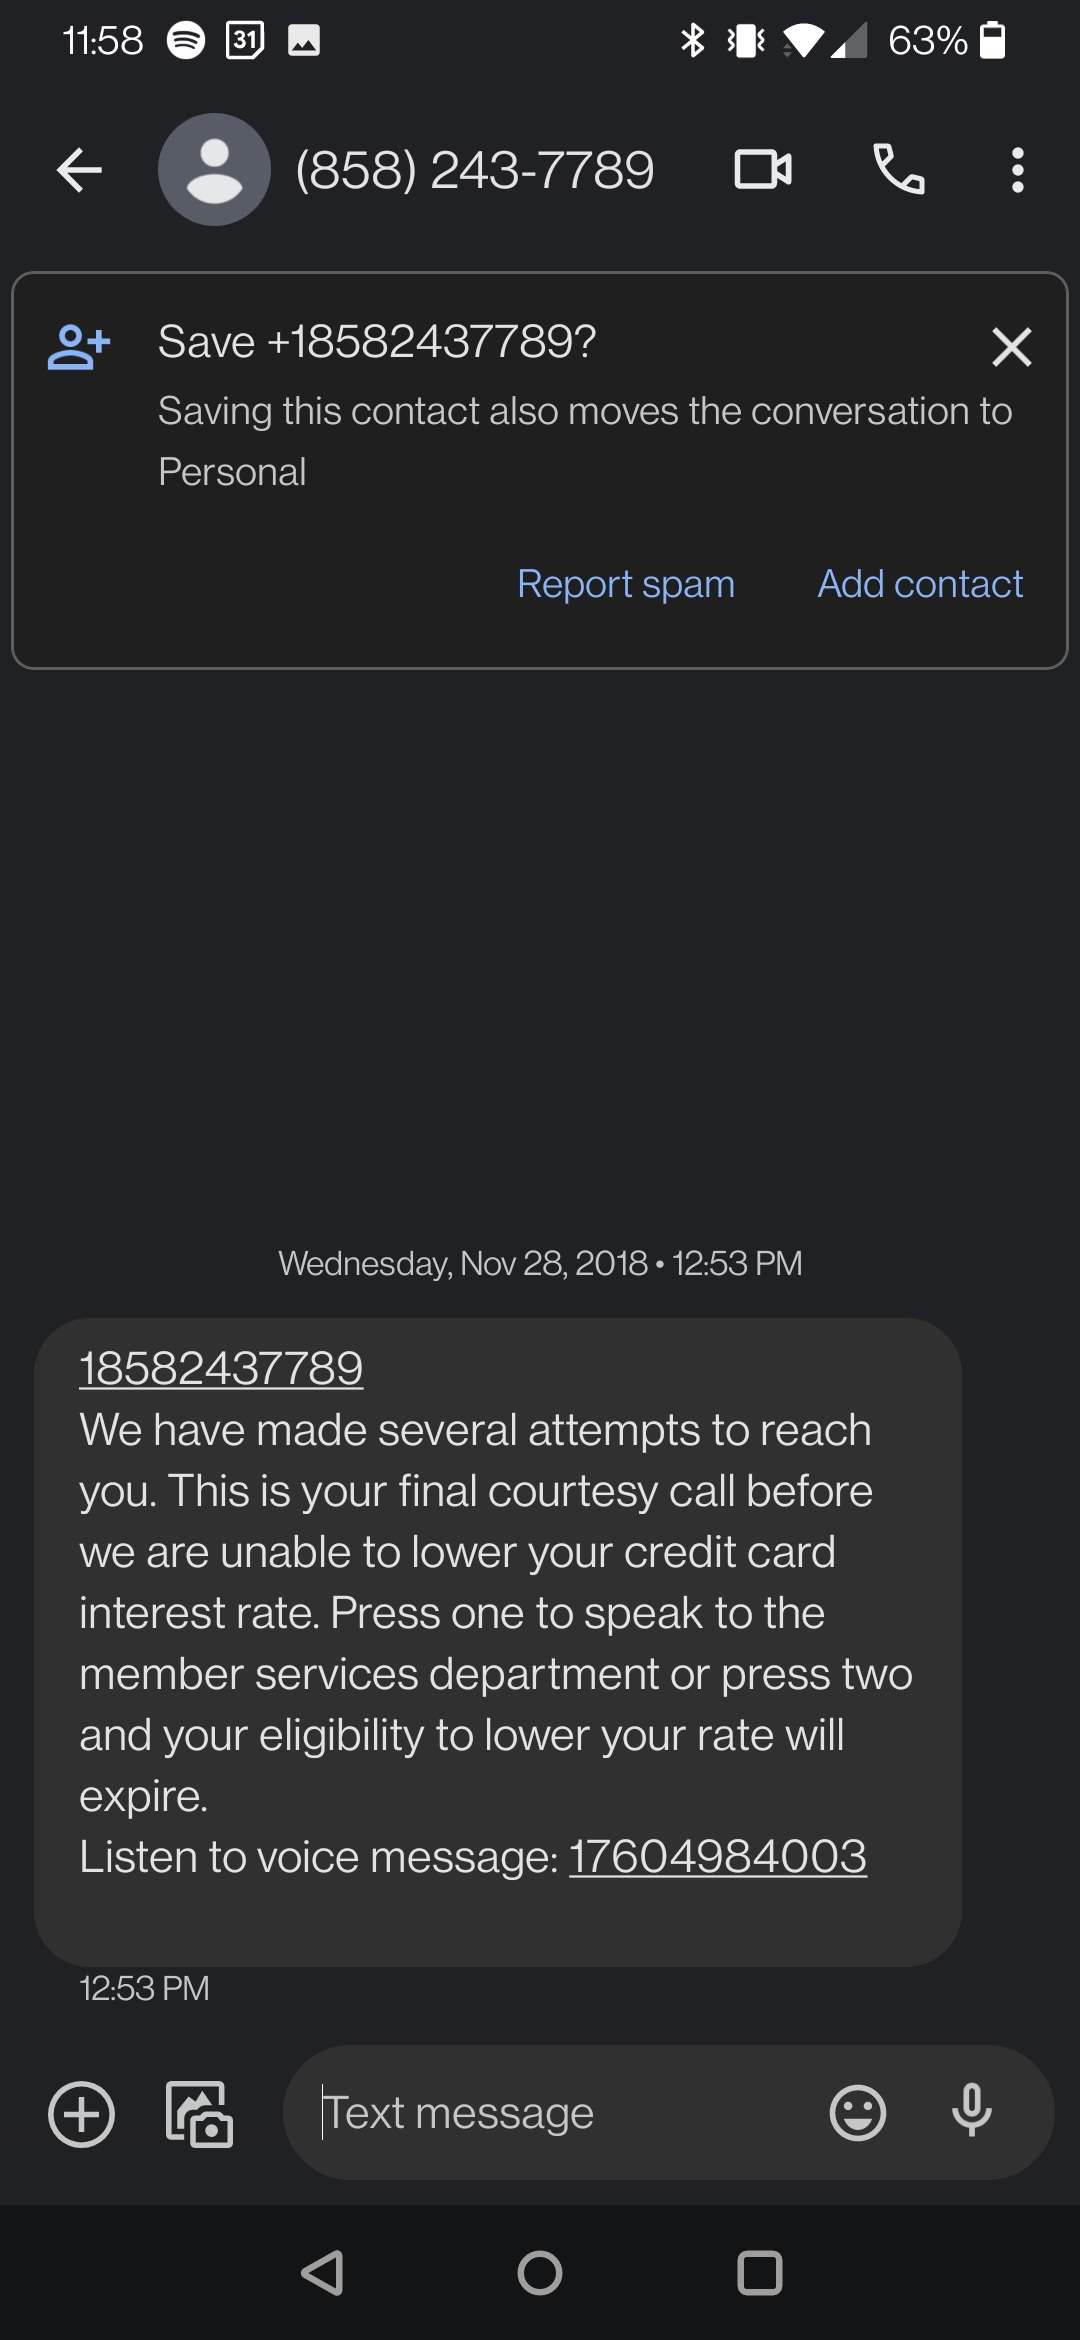 11:58 31 63%
(858) 243-7789
Save +18582437789?
Saving this contact also moves the conversation to
Personal
Report spam Add contact
Wednesday, Nov 28, 2018 • 12:53 PM
18582437789
We have made several attempts to reach
you. This is your final courtesy call before
we are unable to lower your credit card
interest rate. Press one to speak to the
member services department or press two
and your eligibility to lower your rate will
expire.
Listen to voice message: 17604984003
12:53 PM
Text message